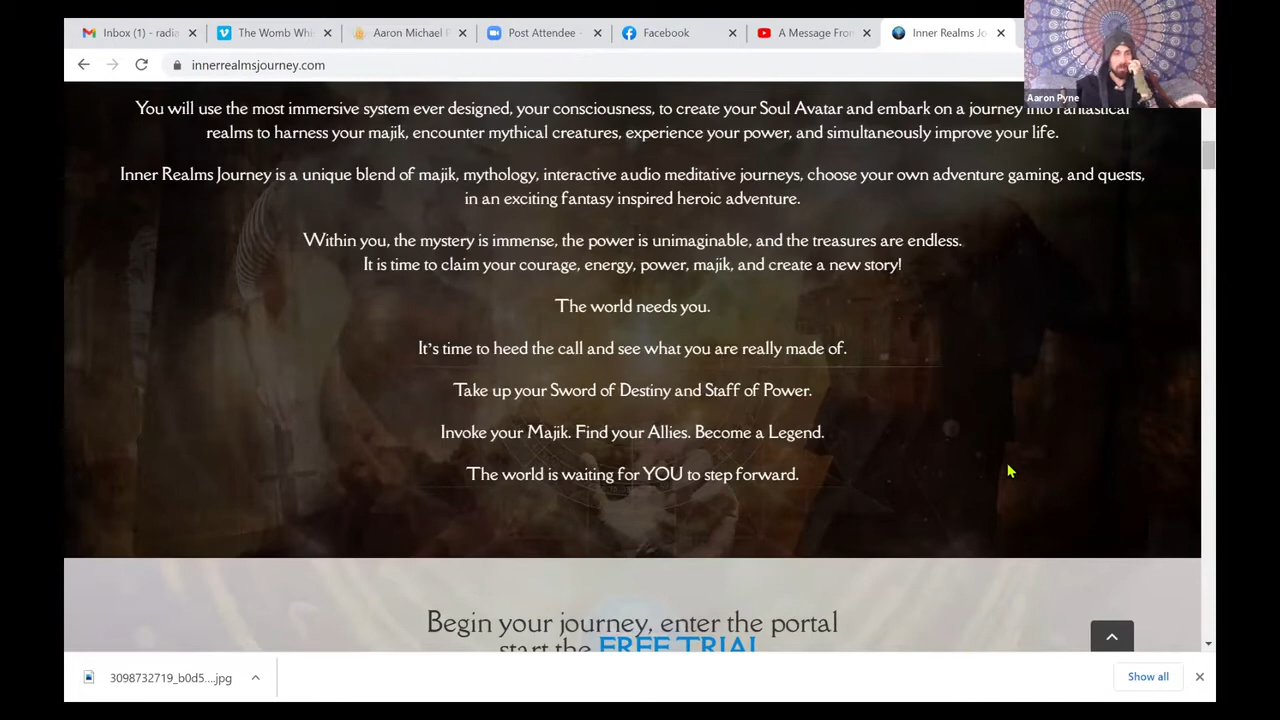 Inbox (1) - radia
The Womb Whi
Aaron Michael
Post Attendee -
Facebook
A Message From
Inner Realms Jo
innerrealmsjourney.com
Aaron Pyne
You will use the most immersive system ever designed, your consciousness, to create your Soul Avatar and embark on a journey into fantastical
realms to harness your majik, encounter mythical creatures, experience your power, and simultaneously improve your life.
Inner Realms Journey is a unique blend of majik, mythology, interactive audio meditative journeys, choose your own adventure gaming, and quests,
in an exciting fantasy inspired heroic adventure.
Within you, the mystery is immense, the power is unimaginable, and the treasures are endless.
It is time to claim your courage, energy, power, majik, and create a new story!
The world needs you.
It's time to heed the call and see what you are really made of.
Take up your Sword of Destiny and Staff of Power.
Invoke your Majik. Find your Allies. Become a Legend.
The world is waiting for YOU to step forward.
Begin your journey, enter the portal
start the FREE TRIAL
3098732719_b0d5....jpg
Show all